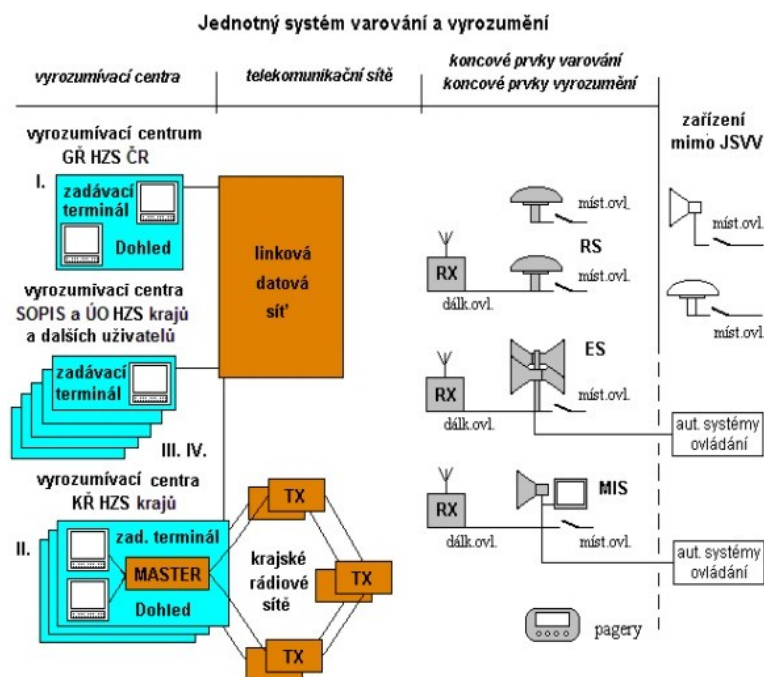 Jednotný systém varování a vyrozumění
vyrozumívací centra
telekomunikační sítě
koncové prvky varování
koncové prvky vyrozumění
zařízení
mimo JSVV
vyrozumívací centrum
GŘ HZS ČR
I.
zadávací
terminál
Dohled
linková
datová
síť
míst.ovl.
RS
RX
míst.ovl.
dálk.ovl.
míst.ovl.
míst.ovl.
vyrozumívací centra
SOPIS a ÚO HZS krajů
a dalších uživatelů
zadávací
terminál
III. IV.
ES
RX
míst.ovl.
dálk.ovl.
aut. systémy
ovládání
vyrozumívací centra
KŘ HZS krajů
II.
zad. terminál
MASTER
Dohled
TX
krajské
rádiové
sítě
TX
TX
MIS
RX
míst.ovl.
dálk.ovl.
aut. systémy
ovládání
pagery